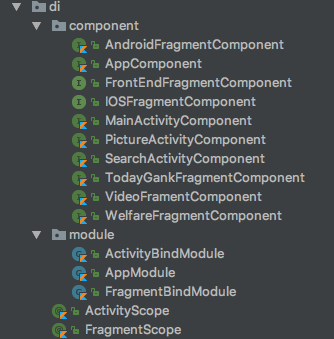 di
component
AndroidFragmentComponent
AppComponent
FrontEndFragmentComponent
IOSFragmentComponent
MainActivityComponent
PictureActivityComponent
SearchActivityComponent
TodayGankFragmentComponent
VideoFramentComponent
WelfareFragmentComponent
module
ActivityBindModule
AppModule
FragmentBindModule
ActivityScope
FragmentScope